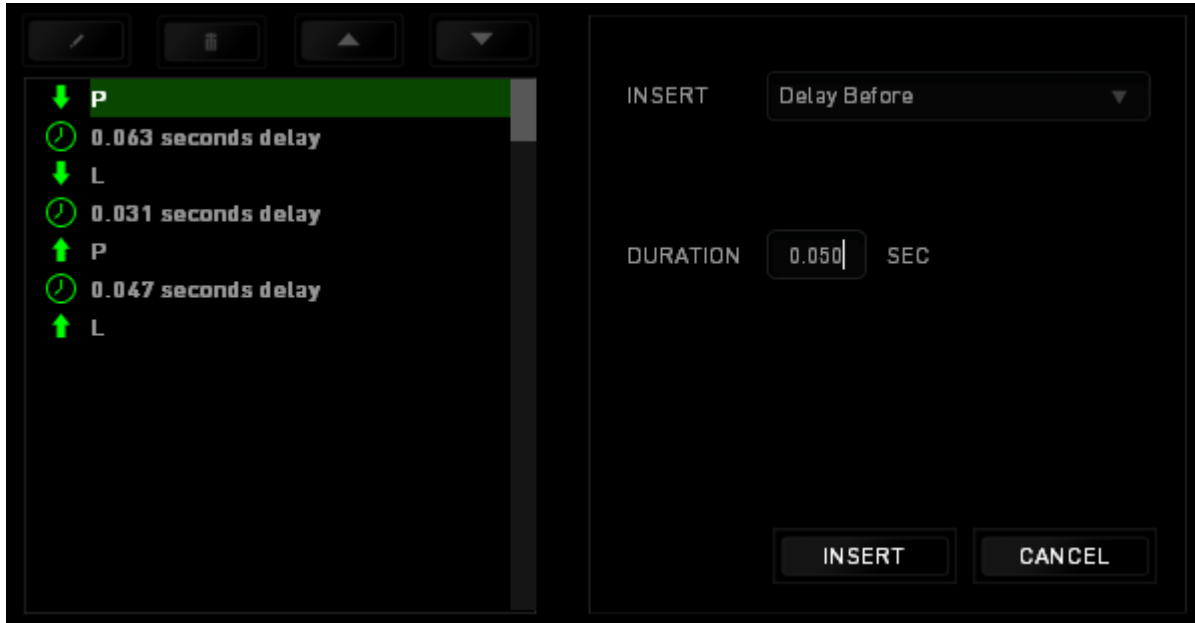 P
0.063 seconds delay
L
0.031 seconds delay
P
0.047 seconds delay
L
INSERT Delay Before
DURATION 0.050 SEC
INSERT CANCEL